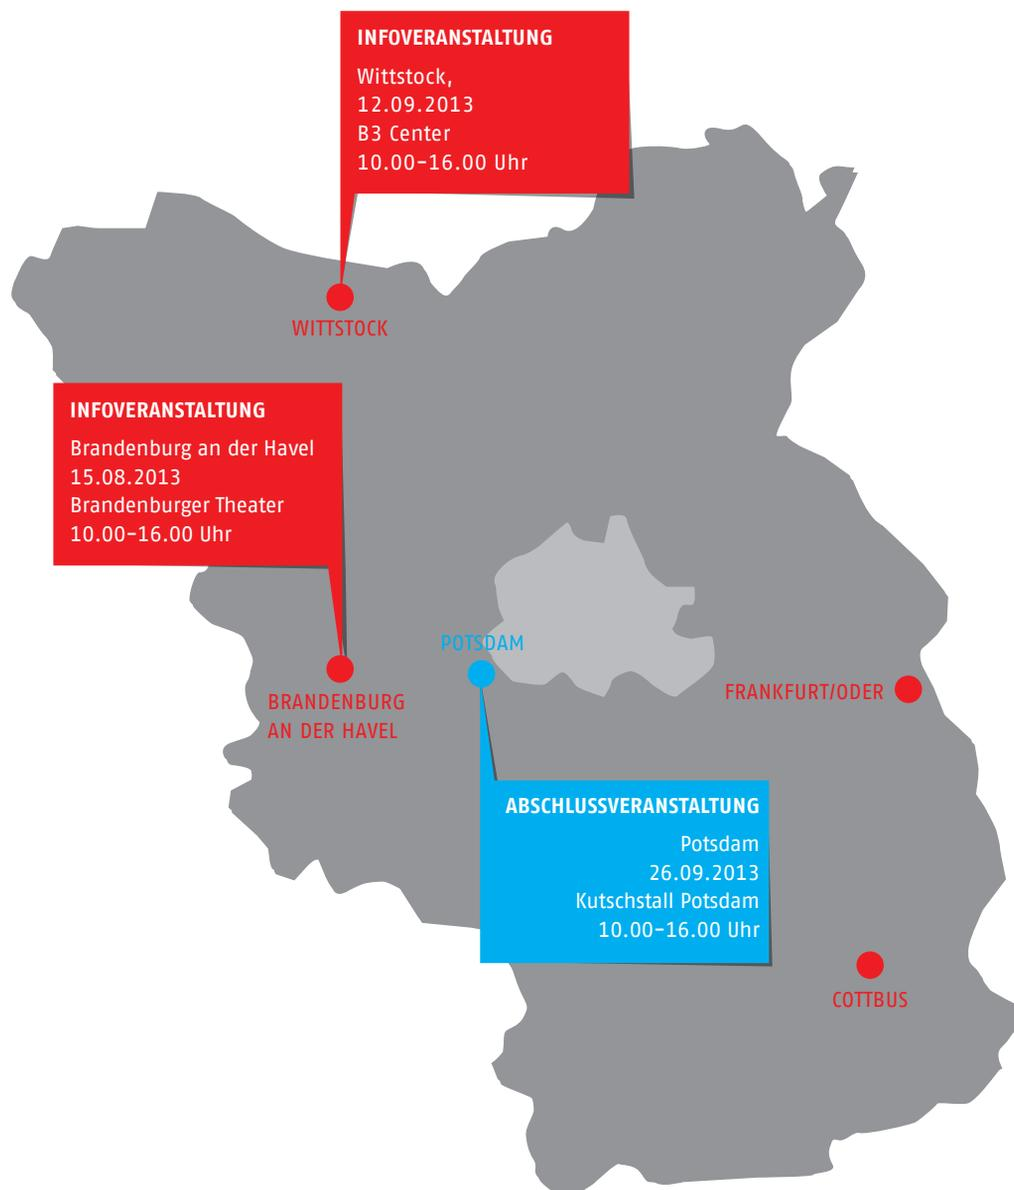 INFOVERANSTALTUNG
Wittstock,
12.09.2013
B3 Center
10.00–16.00 Uhr
WITTSTOCK
INFOVERANSTALTUNG
Brandenburg an der Havel
15.08.2013
Brandenburger Theater
10.00–16.00 Uhr
POTSDAM
BRANDENBURG
AN DER HAVEL
FRANKFURT/ODER
ABSCHLUSSVERANSTALTUNG
Potsdam
26.09.2013
Kutschstall Potsdam
10.00–16.00 Uhr
COTTBUS